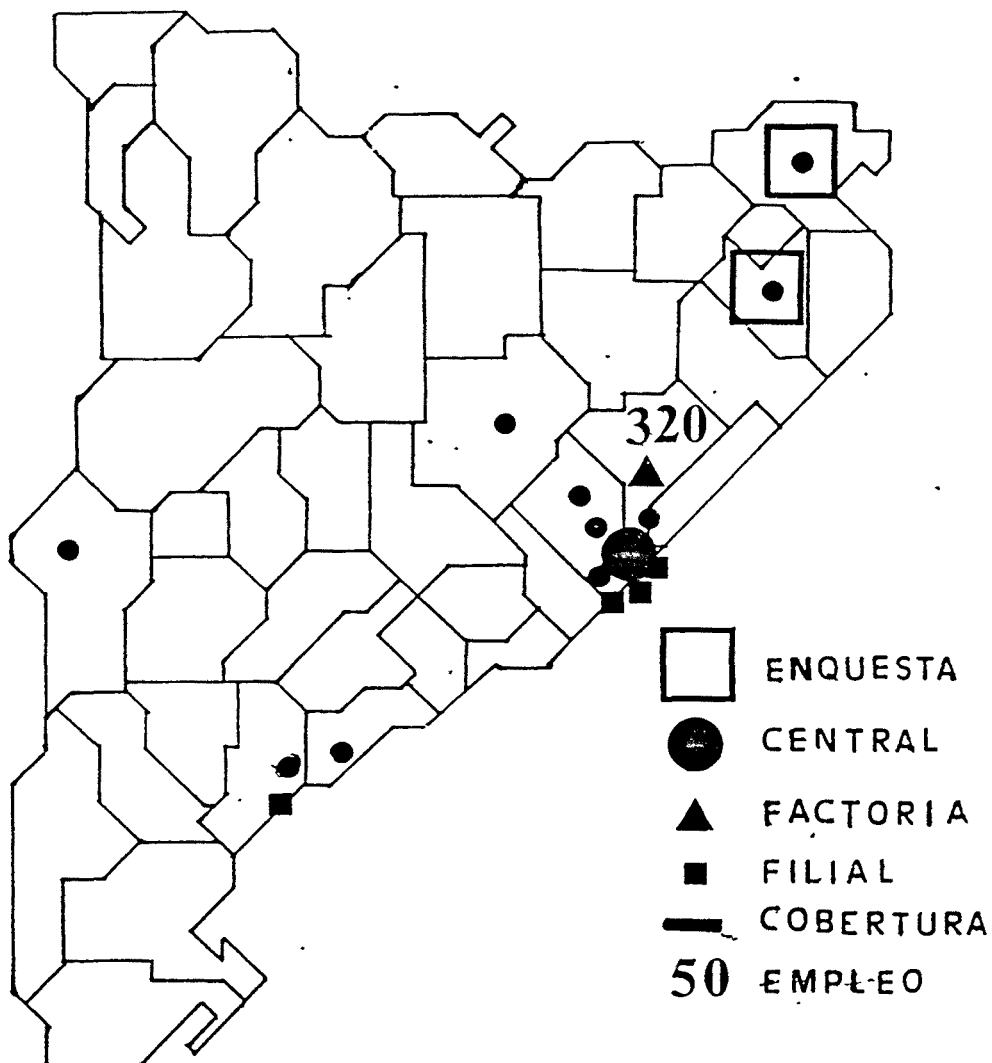 320
ENQUESTA
CENTRAL
FACTORIA
FILIAL
COBERTURA
50 EMPLEO